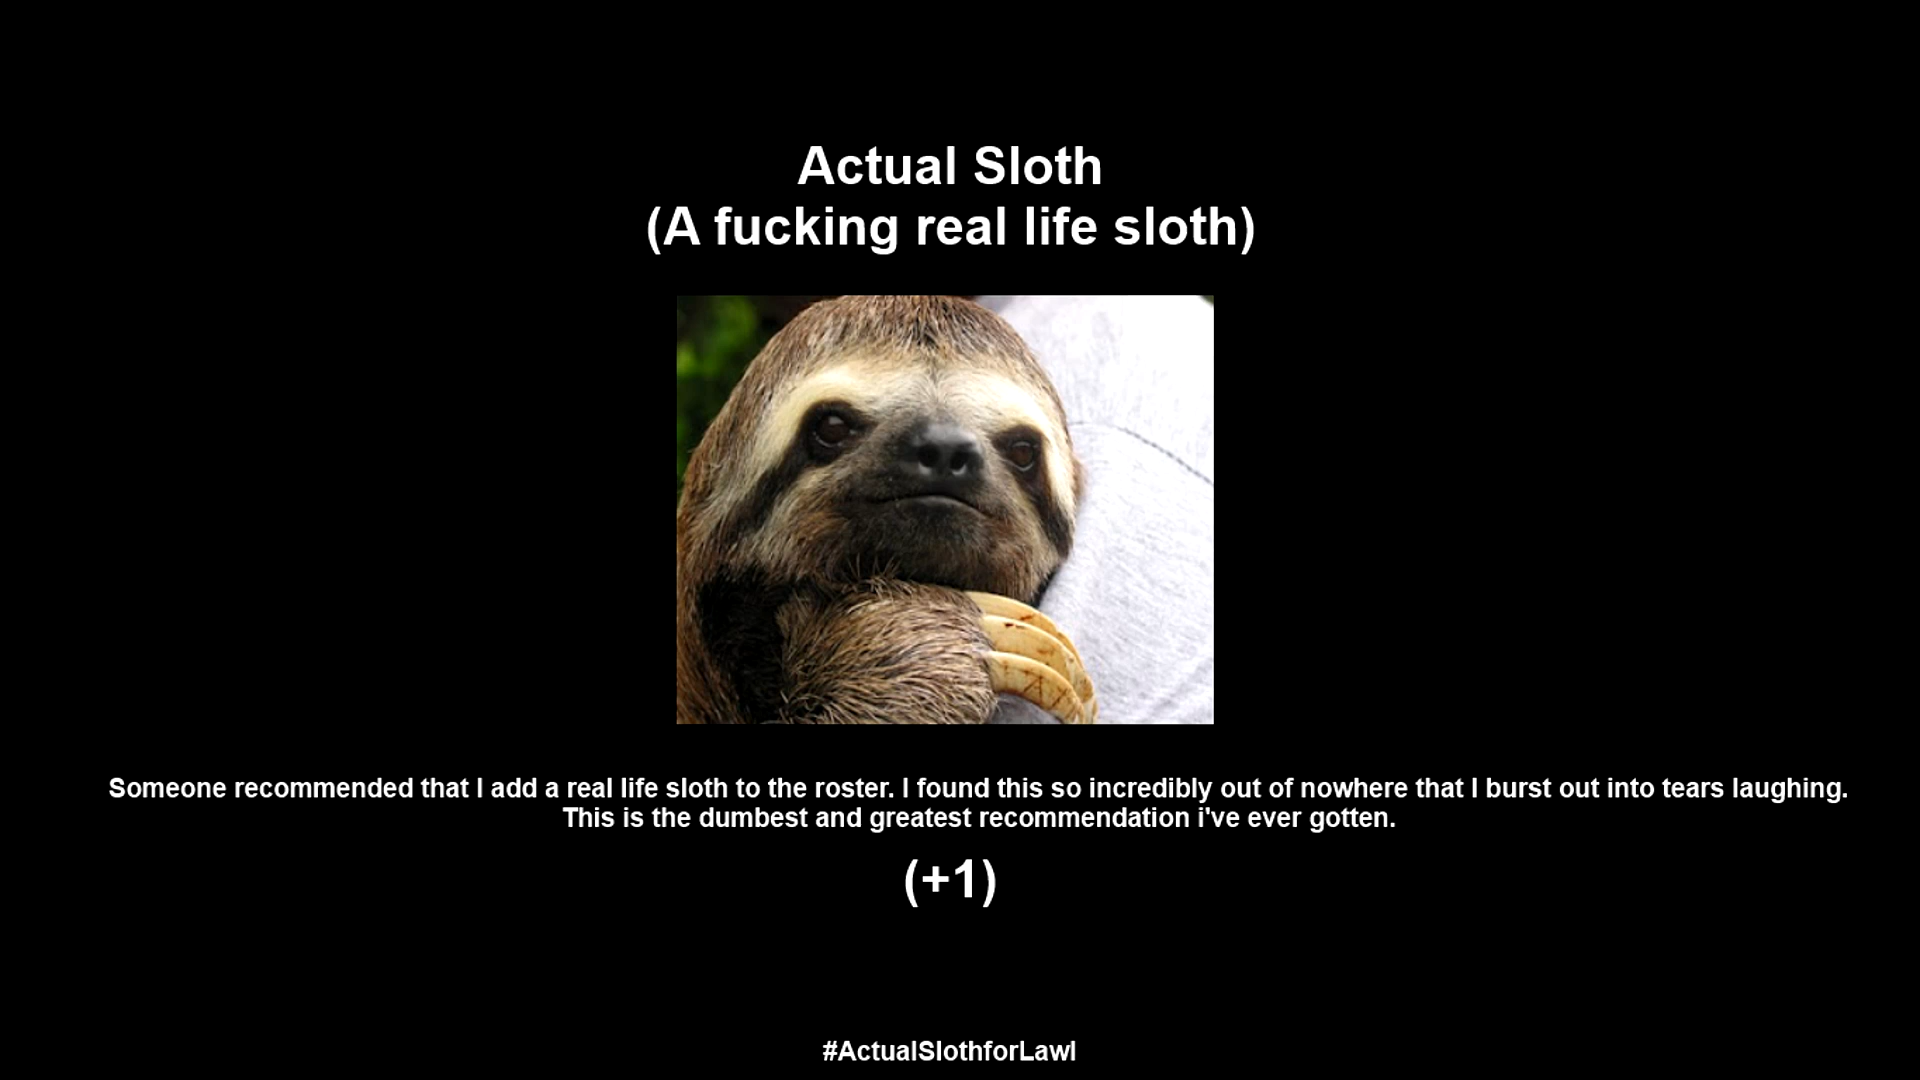 Actual Sloth
(A fucking real life sloth)
Someone recommended that I add a real life sloth to the roster. I found this so incredibly out of nowhere that I burst out into tears laughing.
This is the dumbest and greatest recommendation i've ever gotten.
(+1)
#ActualSlothforLawl